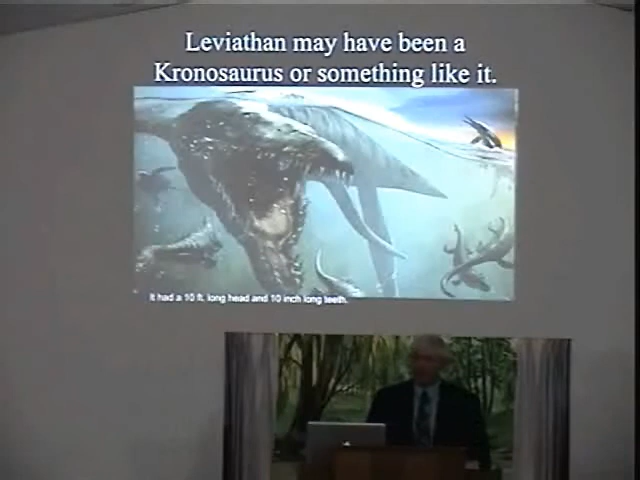 Leviathan may have been a
Kronosaurus or something like it.
It had a 10 ft. long head and 10 inch long teeth.